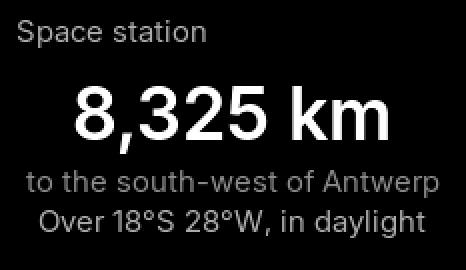 Space station
8,325 km
to the south-west of Antwerp
Over 18°S 28°W, in daylight